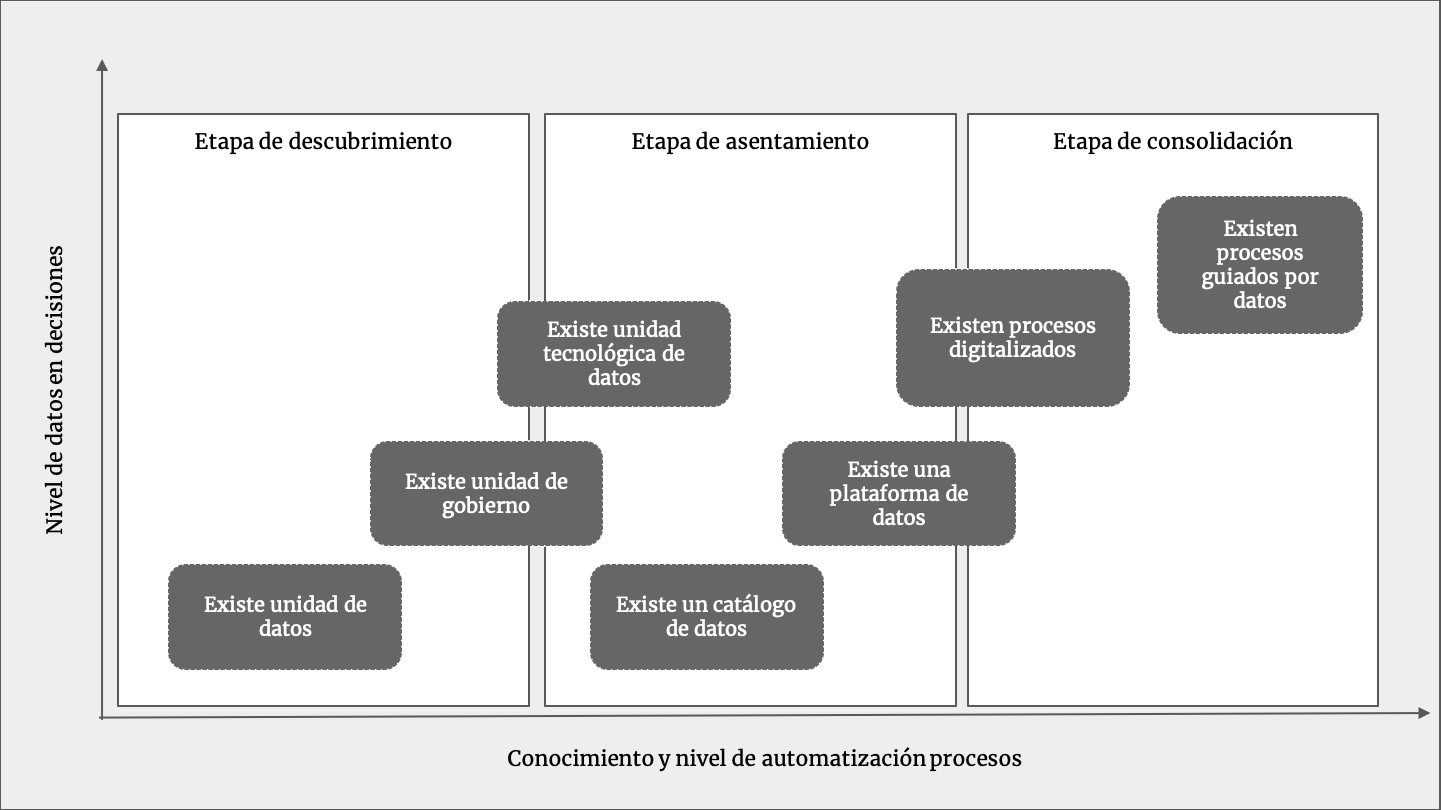 Etapa de descubrimiento
Etapa de asentamiento
Etapa de consolidación
Existen
procesos
guiados por
datos
Existe unidad
tecnológica de
datos
Existen procesos
digitalizados
Existe unidad de
gobierno
Existe una
plataforma de
datos
Existe unidad de
datos
Existe un catálogo
de datos
Nivel de datos en decisiones
Conocimiento y nivel de automatización procesos